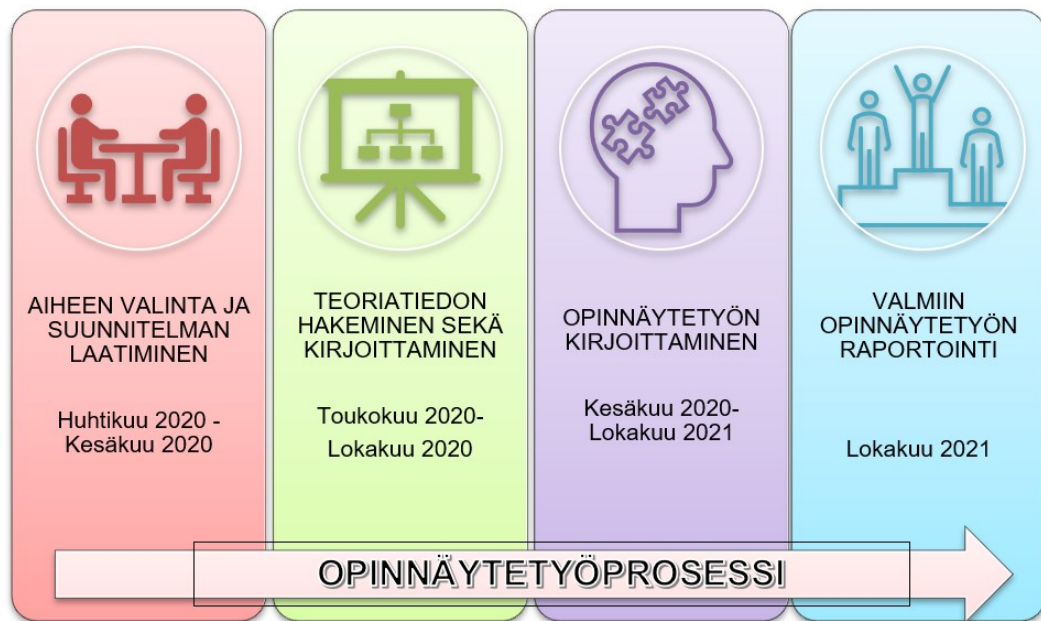 AIHEEN VALINTA JA
SUUNNITELMAN
LAATIMINEN
Huhtikuu 2020 -
Kesäkuu 2020
TEORIATIEDON
HAKEMINEN SEKÄ
KIRJOITTAMINEN
Toukokuu 2020-
Lokakuu 2020
OPINNÄYTETYÖN
KIRJOITTAMINEN
Kesäkuu 2020-
Lokakuu 2021
VALMIIN
OPINNÄYTETYÖN
RAPORTOINTI
Lokakuu 2021
OPINNÄYTETYÖPROSESSI